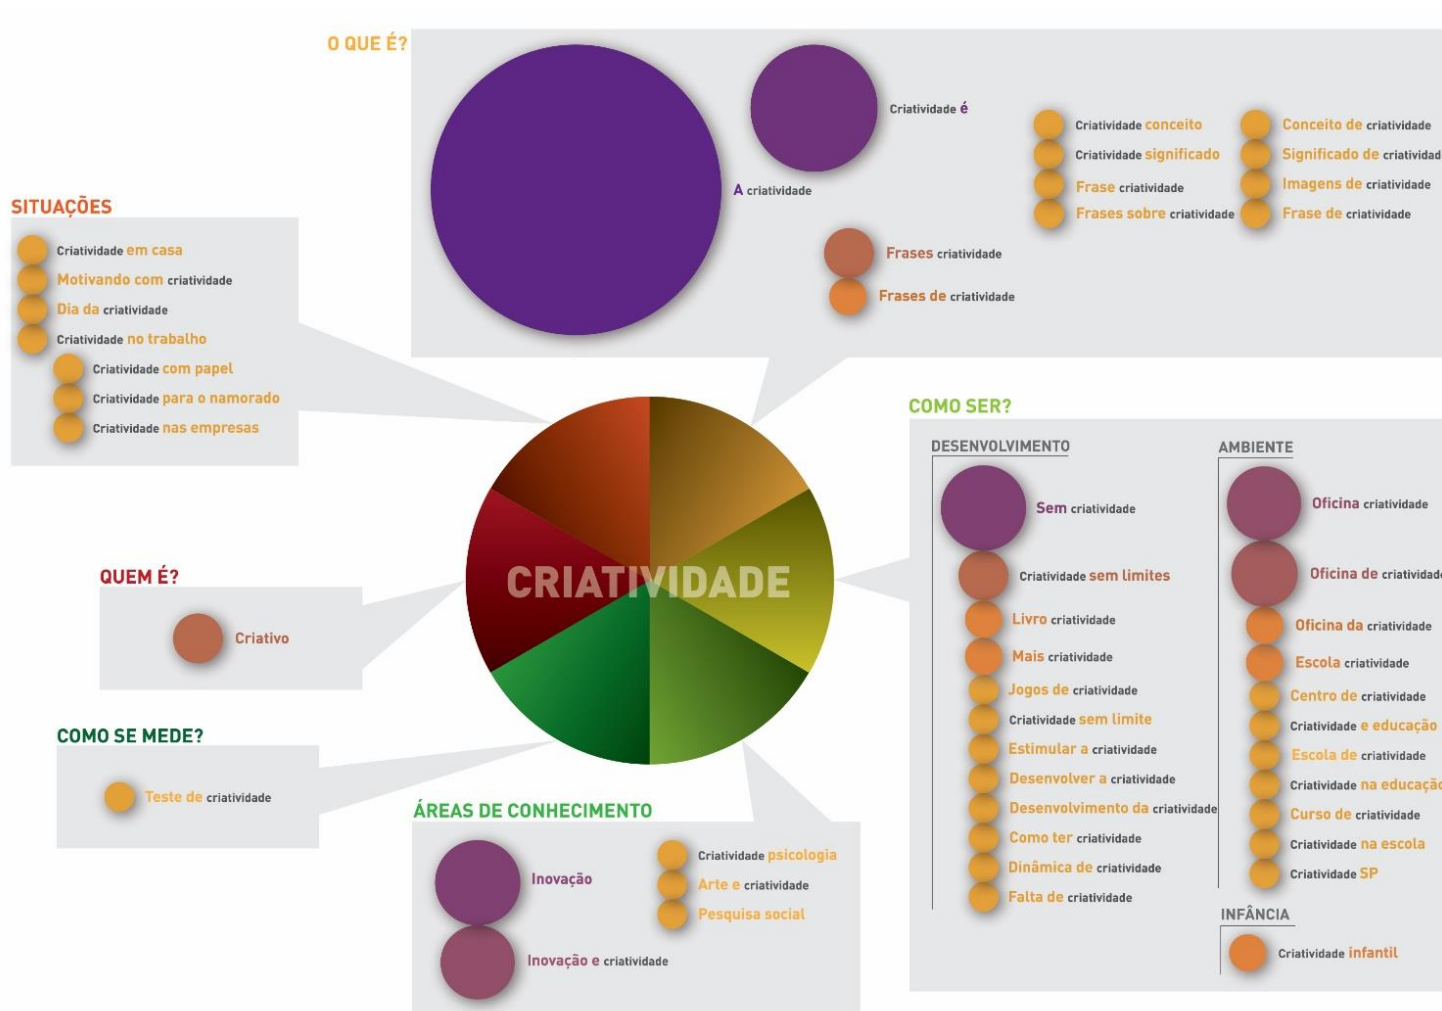 O QUE É?
A criatividade
Criatividade é
Frases criatividade
Frases de criatividade
Criatividade conceito
Criatividade significado
Frase criatividade
Frases sobre criatividade
Conceito de criatividade
Significado de criatividad
Imagens de criatividade
Frase de criatividade
SITUAÇÕES
Criatividade em casa
Motivando com criatividade
Dia da criatividade
Criatividade no trabalho
Criatividade com papel
Criatividade para o namorado
Criatividade nas empresas
CRIATIVIDADE
QUEM É?
Criativo
COMO SE MEDE?
Teste de criatividade
ÁREAS DE CONHECIMENTO
Inovação
Inovação e criatividade
Criatividade psicologia
Arte e criatividade
Pesquisa social
COMO SER?
DESENVOLVIMENTO
Sem criatividade
Criatividade sem limites
Livro criatividade
Mais criatividade
Jogos de criatividade
Criatividade sem limite
Estimular a criatividade
Desenvolver a criatividade
Desenvolvimento da criatividade
Como ter criatividade
Dinâmica de criatividade
Falta de criatividade
AMBIENTE
Oficina criatividade
Oficina de criatividade
Oficina da criatividade
Escola criatividade
Centro de criatividade
Criatividade e educação
Escola de criatividade
Criatividade na educação
Curso de criatividade
Criatividade na escola
Criatividade SP
INFÂNCIA
Criatividade infantil